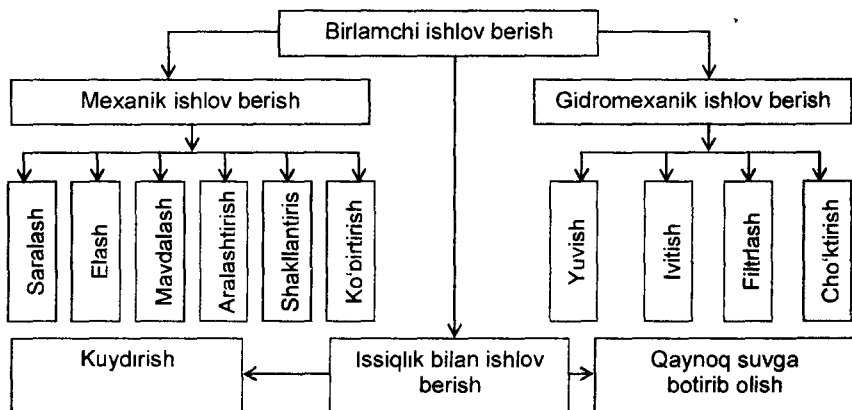 Birlamchi ishlov berish
Mexanik ishlov berish
Gidromexanik ishlov berish
Saralash
Elash
Mavdalash
Aralashtirish
Shakllantiris
Ko'pirtirish
Yuvish
Ivitish
Filtrlash
Cho'ktirish
Kuydirish
Issiqlik bilan ishlov
berish
Qaynoq suvga
botirib olish